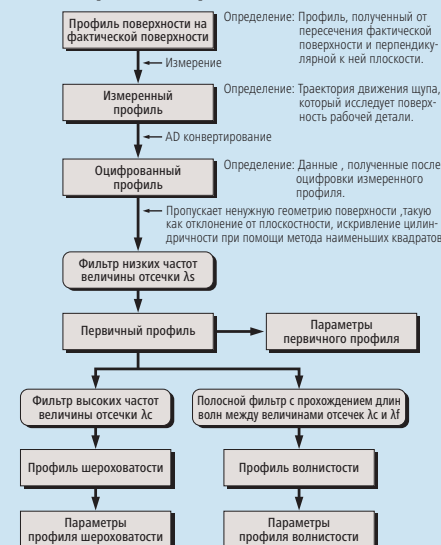 Профиль поверхности на
фактической поверхности
Определение: Профиль, полученный от
пересечения фактической
поверхности и перпендику-
лярной к ней плоскости.
Измерение
Измеренный
профиль
Определение: Траектория движения щупа,
который исследует поверх-
ность рабочей детали.
AD конвертирование
Оцифрованный
профиль
Определение: Данные , полученные после
оцифровки измеренного
профиля.
Пропускает ненужную геометрию поверхности ,такую
как отклонение от плоскостности, искривление цилин-
дричности при помощи метода наименьших квадратов
Фильтр низких частот
величины отсечки λs
Первичный профиль
Параметры
первичного профиля
Фильтр высоких частот
величины отсечки λc
Полосной фильтр с прохождением длин
волн между величинами отсечек λc и λf
Профиль шероховатости
Профиль волнистости
Параметры
профиля шероховатости
Параметры
профиля волнистости